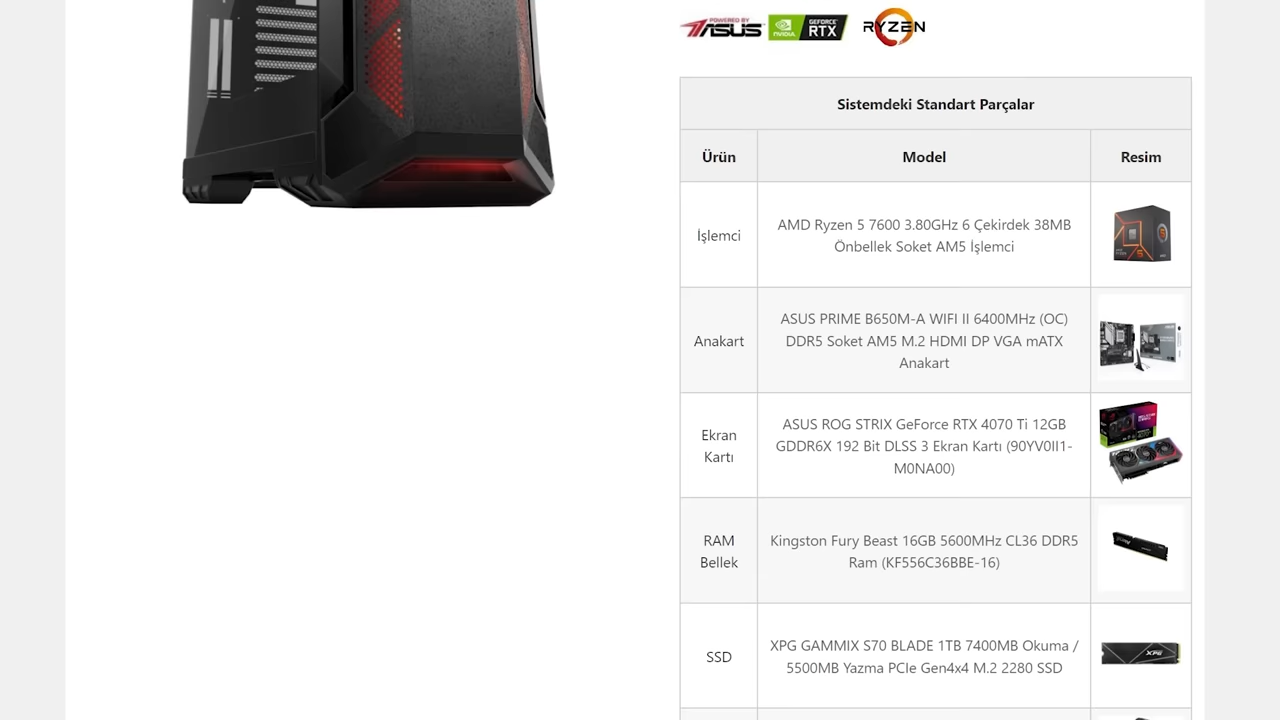 POWERED BY
ASUS
NVIDIA
GEFORCE
RTX
RYZEN
Sistemdeki Standart Parçalar
Ürün
Model
Resim
İşlemci
AMD Ryzen 5 7600 3.80GHz 6 Çekirdek 38MB
Önbellek Soket AM5 İşlemci
Anakart
ASUS PRIME B650M-A WIFI II 6400MHz (OC)
DDR5 Soket AM5 M.2 HDMI DP VGA mATX
Anakart
Ekran
Kartı
ASUS ROG STRIX GeForce RTX 4070 Ti 12GB
GDDR6X 192 Bit DLSS 3 Ekran Kartı (90YV0II1-
M0NA00)
RAM
Bellek
Kingston Fury Beast 16GB 5600MHz CL36 DDR5
Ram (KF556C36BBE-16)
SSD
XPG GAMMIX S70 BLADE 1TB 7400MB Okuma /
5500MB Yazma PCIe Gen4x4 M.2 2280 SSD
XPG